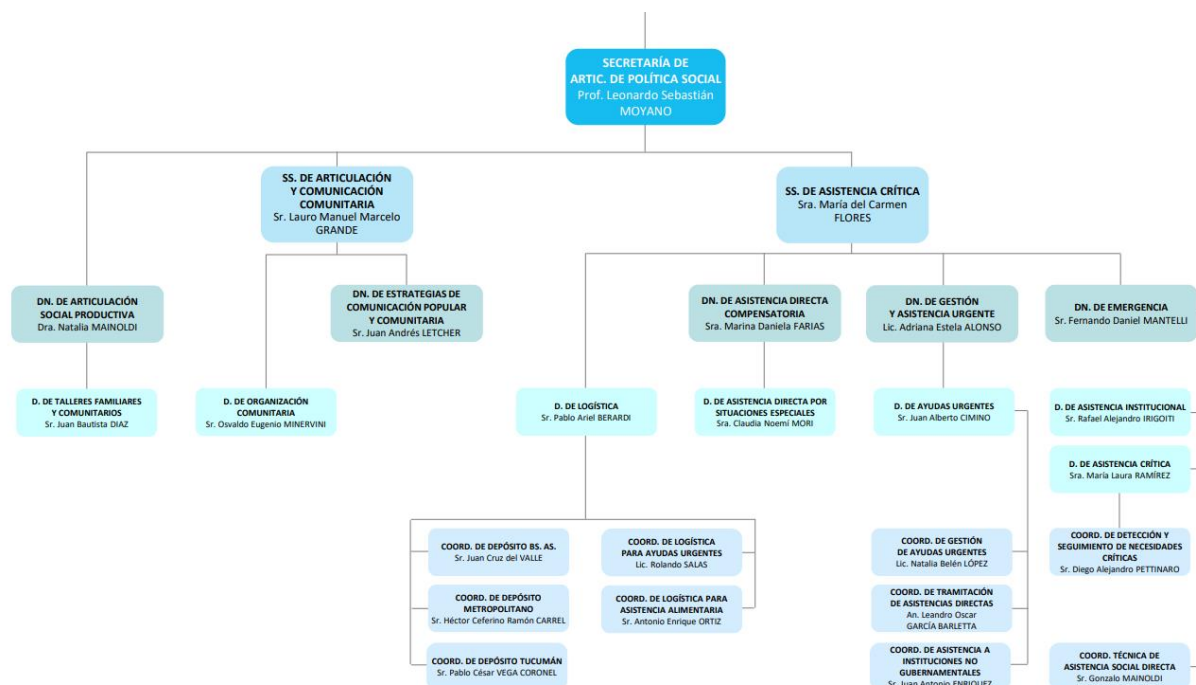 SECRETARÍA DE
ARTIC. DE POLÍTICA SOCIAL
Prof. Leonardo Sebastián
MOYANO
SS. DE ARTICULACIÓN
Y COMUNICACIÓN
COMUNITARIA
Sr. Lauro Manuel Marcelo
GRANDE
SS. DE ASISTENCIA CRÍTICA
Sra. María del Carmen
FLORES
DN. DE ARTICULACIÓN
SOCIAL PRODUCTIVA
Dra. Natalia MAINOLDI
DN. DE ESTRATEGIAS DE
COMUNICACIÓN POPULAR
Y COMUNITARIA
Sr. Juan Andrés LETCHER
DN. DE ASISTENCIA DIRECTA
COMPENSATORIA
Sra. Marina Daniela FARIAS
DN. DE GESTIÓN
Y ASISTENCIA URGENTE
Lic. Adriana Estela ALONSO
DN. DE EMERGENCIA
Sr. Fernando Daniel MANTELLI
D. DE TALLERES FAMILIARES
Y COMUNITARIOS
Sr. Juan Bautista DIAZ
D. DE ORGANIZACIÓN
COMUNITARIA
Sr. Osvaldo Eugenio MINERVINI
D. DE LOGÍSTICA
Sr. Pablo Ariel BERARDI
D. DE ASISTENCIA DIRECTA POR
SITUACIONES ESPECIALES
Sra. Claudia Noemí MORI
D. DE AYUDAS URGENTES
Sr. Juan Alberto CIMINO
D. DE ASISTENCIA INSTITUCIONAL
Sr. Rafael Alejandro IRIGOITI
D. DE ASISTENCIA CRÍTICA
Sra. María Laura RAMÍREZ
COORD. DE DEPÓSITO BS. AS.
Sr. Juan Cruz del VALLE
COORD. DE LOGÍSTICA
PARA AYUDAS URGENTES
Lic. Rolando SALAS
COORD. DE GESTIÓN
DE AYUDAS URGENTES
Lic. Natalia Belén LÓPEZ
COORD. DE DETECCIÓN Y
SEGUIMIENTO DE NECESIDADES
CRÍTICAS
Sr. Diego Alejandro PETTINARO
COORD. DE DEPÓSITO
METROPOLITANO
Sr. Héctor Ceferino Ramón CARREL
COORD. DE LOGÍSTICA PARA
ASISTENCIA ALIMENTARIA
Sr. Antonio Enrique ORTIZ
COORD. DE TRAMITACIÓN
DE ASISTENCIAS DIRECTAS
An. Leandro Oscar
GARCÍA BARLETTA
COORD. DE DEPÓSITO TUCUMÁN
Sr. Pablo César VEGA CORONEL
COORD. DE ASISTENCIA A
INSTITUCIONES NO
GUBERNAMENTALES
Sr. Juan Antonio ENRIQUEZ
COORD. TÉCNICA DE
ASISTENCIA SOCIAL DIRECTA
Sr. Gonzalo MAINOLDI